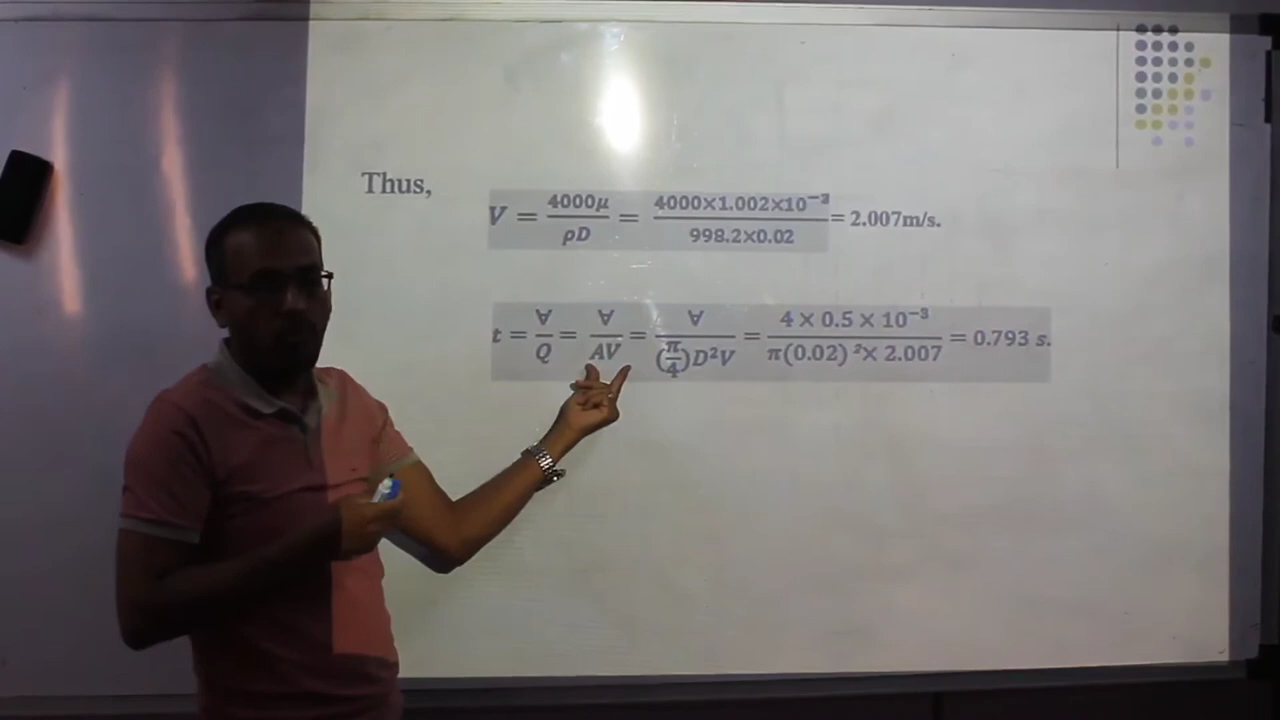 Thus,
V = 4000μ / ρD = 4000×1.002×10⁻³ / 998.2×0.02 = 2.007m/s.
t = ∀ / Q = ∀ / AV = ∀ / (π/4)D²V = 4 × 0.5 × 10⁻³ / π(0.02) ²× 2.007 = 0.793 s.